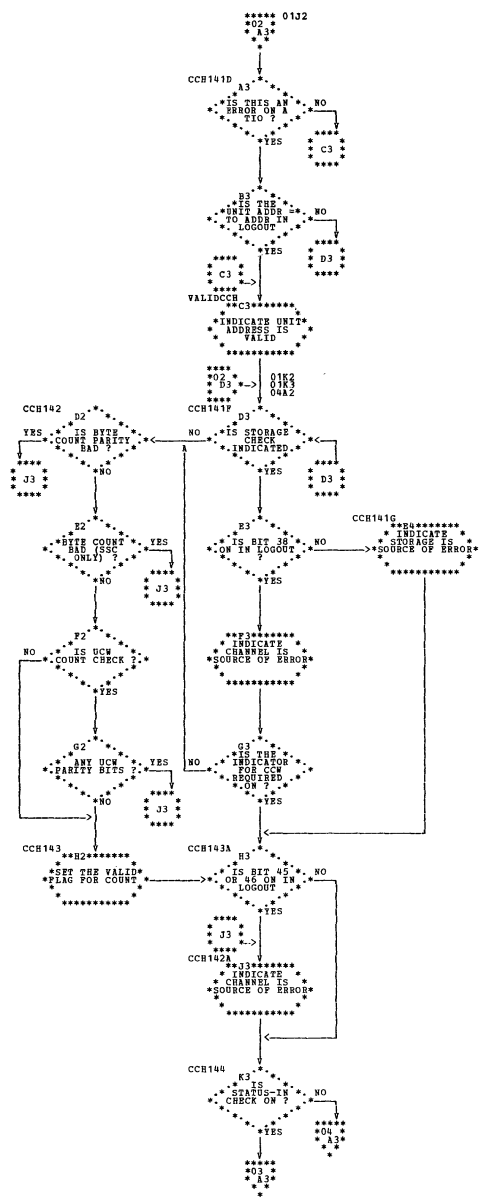 01J2
02
A3
CCH141D
A3
IS THIS AN
ERROR ON A
TIO ?
NO
YES
C3
B3
IS THE
UNIT ADDR =
TO ADDR IN
LOGOUT
NO
YES
D3
C3
VALIDCCH
C3
INDICATE UNIT
ADDRESS IS
VALID
02
D3
01K2
01K3
04A2
CCH142
D2
IS BYTE
COUNT PARITY
BAD ?
YES
NO
J3
CCH141F
D3
IS STORAGE
CHECK
INDICATED
NO
YES
D3
E2
BYTE COUNT
BAD (SSC
ONLY) ?
YES
NO
J3
E3
IS BIT 38
ON IN LOGOUT
?
NO
YES
CCH141G
E4
INDICATE
STORAGE IS
SOURCE OF ERROR
F2
IS UCW
COUNT CHECK ?
NO
YES
F3
INDICATE
CHANNEL IS
SOURCE OF ERROR
G2
ANY UCW
PARITY BITS ?
YES
NO
J3
G3
IS THE
INDICATOR
FOR CCW
REQUIRED
ON ?
NO
YES
CCH143
H2
SET THE VALID
FLAG FOR COUNT
CCH143A
H3
IS BIT 45
OR 46 ON IN
LOGOUT
NO
YES
J3
CCH142A
J3
INDICATE
CHANNEL IS
SOURCE OF ERROR
CCH144
K3
IS
STATUS-IN
CHECK ON ?
NO
YES
04
A3
03
A3